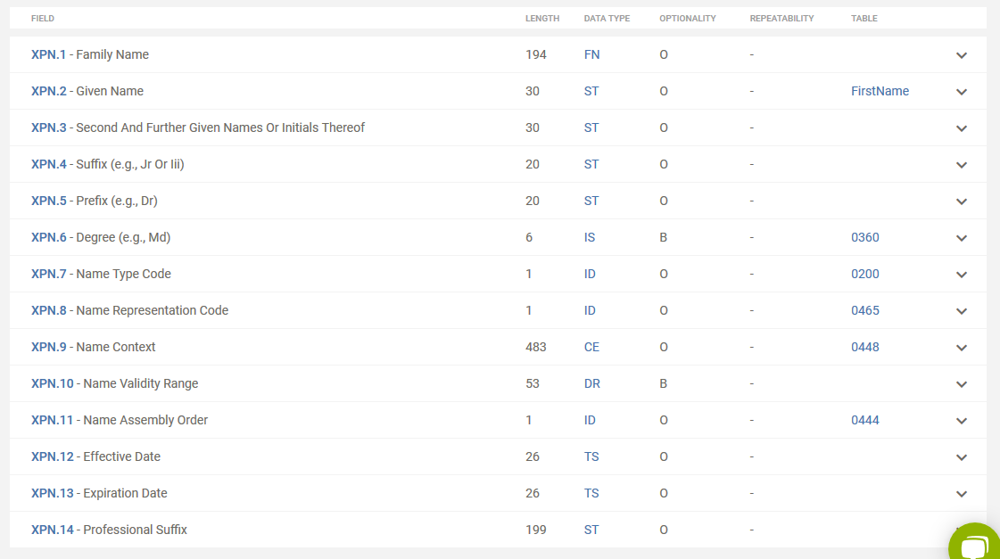 FIELD LENGTH DATA TYPE OPTIONALITY REPEATABILITY TABLE
XPN.1 - Family Name 194 FN O -
XPN.2 - Given Name 30 ST O - FirstName
XPN.3 - Second And Further Given Names Or Initials Thereof 30 ST O -
XPN.4 - Suffix (e.g., Jr Or Iii) 20 ST O -
XPN.5 - Prefix (e.g., Dr) 20 ST O -
XPN.6 - Degree (e.g., Md) 6 IS B - 0360
XPN.7 - Name Type Code 1 ID O - 0200
XPN.8 - Name Representation Code 1 ID O - 0465
XPN.9 - Name Context 483 CE O - 0448
XPN.10 - Name Validity Range 53 DR B -
XPN.11 - Name Assembly Order 1 ID O - 0444
XPN.12 - Effective Date 26 TS O -
XPN.13 - Expiration Date 26 TS O -
XPN.14 - Professional Suffix 199 ST O -